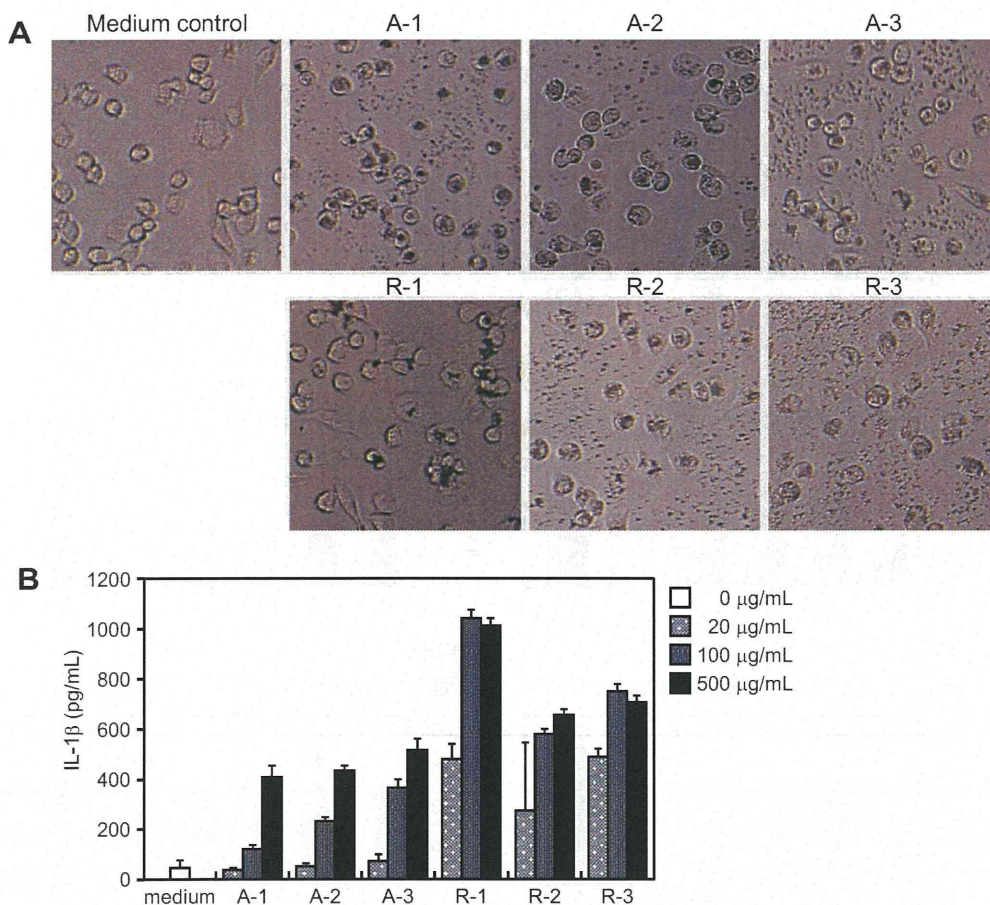 A
Medium control
A-1
A-2
A-3
R-1
R-2
R-3
B
IL-1β (pg/mL)
1200
1000
800
600
400
200
0
medium A-1 A-2 A-3 R-1 R-2 R-3
0 μg/mL
20 μg/mL
100 μg/mL
500 μg/mL